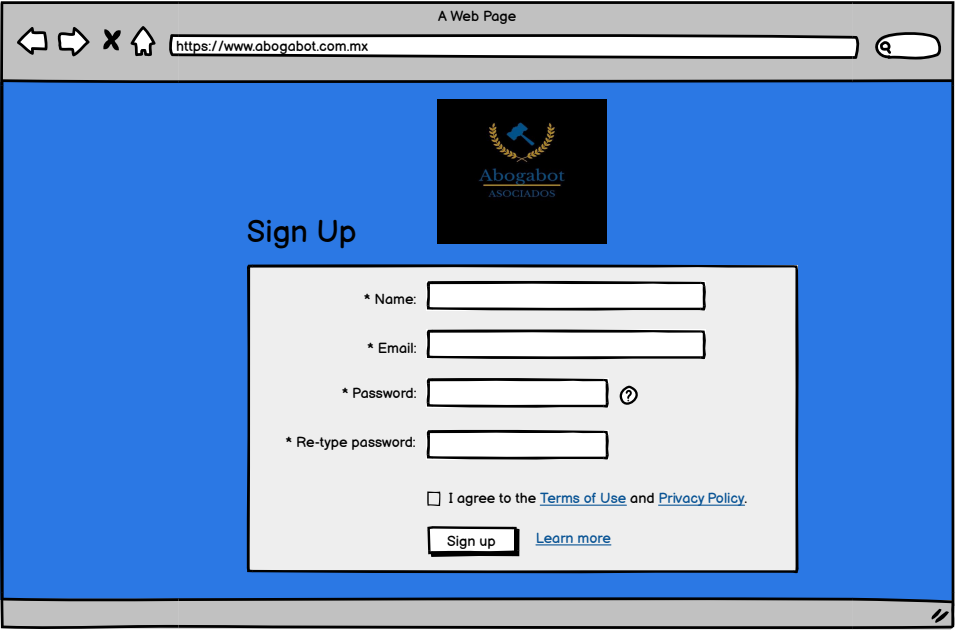 A Web Page
https://www.abogabot.com.mx
Abogabot
ASOCIADOS
Sign Up
* Name:
* Email:
* Password:
?
* Re-type password:
I agree to the Terms of Use and Privacy Policy.
Sign up
Learn more